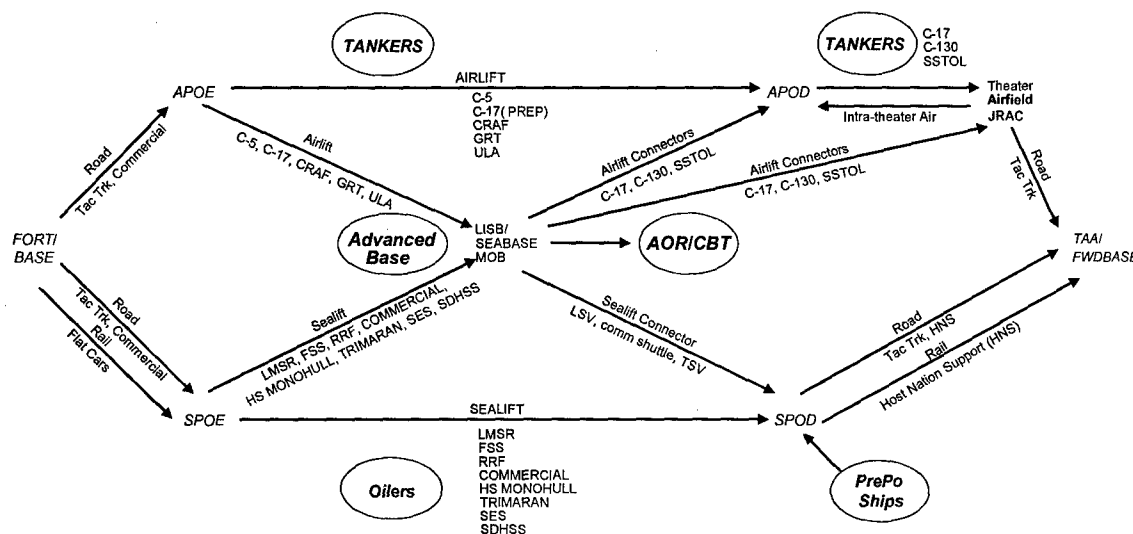 TANKERS
TANKERS
C-17
C-130
SSTOL
APOE
AIRLIFT
C-5
C-17( PREP)
CRAF
GRT
ULA
APOD
Theater
Airfield
JRAC
Intra-theater Air
Road
Tac Trk, Commercial
Airlift
C-5, C-17, CRAF, GRT, ULA
Airlift Connectors
C-17, C-130, SSTOL
Airlift Connectors
C-17, C-130, SSTOL
Road
Tac Trk
FORT/
BASE
Advanced
Base
LISB/
SEABASE
MOB
AOR/CBT
TAA/
FWDBASE
Road
Tac Trk, Commercial
Rail
Flat Cars
Sealift
LMSR, FSS, RRF, COMMERCIAL,
HS MONOHULL, TRIMARAN, SES, SDHSS
Sealift Connector
LSV, comm shuttle, TSV
Road
Tac Trk, HNS
Rail
Host Nation Support (HNS)
SPOE
SEALIFT
LMSR
FSS
RRF
COMMERCIAL
HS MONOHULL
TRIMARAN
SES
SDHSS
SPOD
Oilers
PrePo
Ships